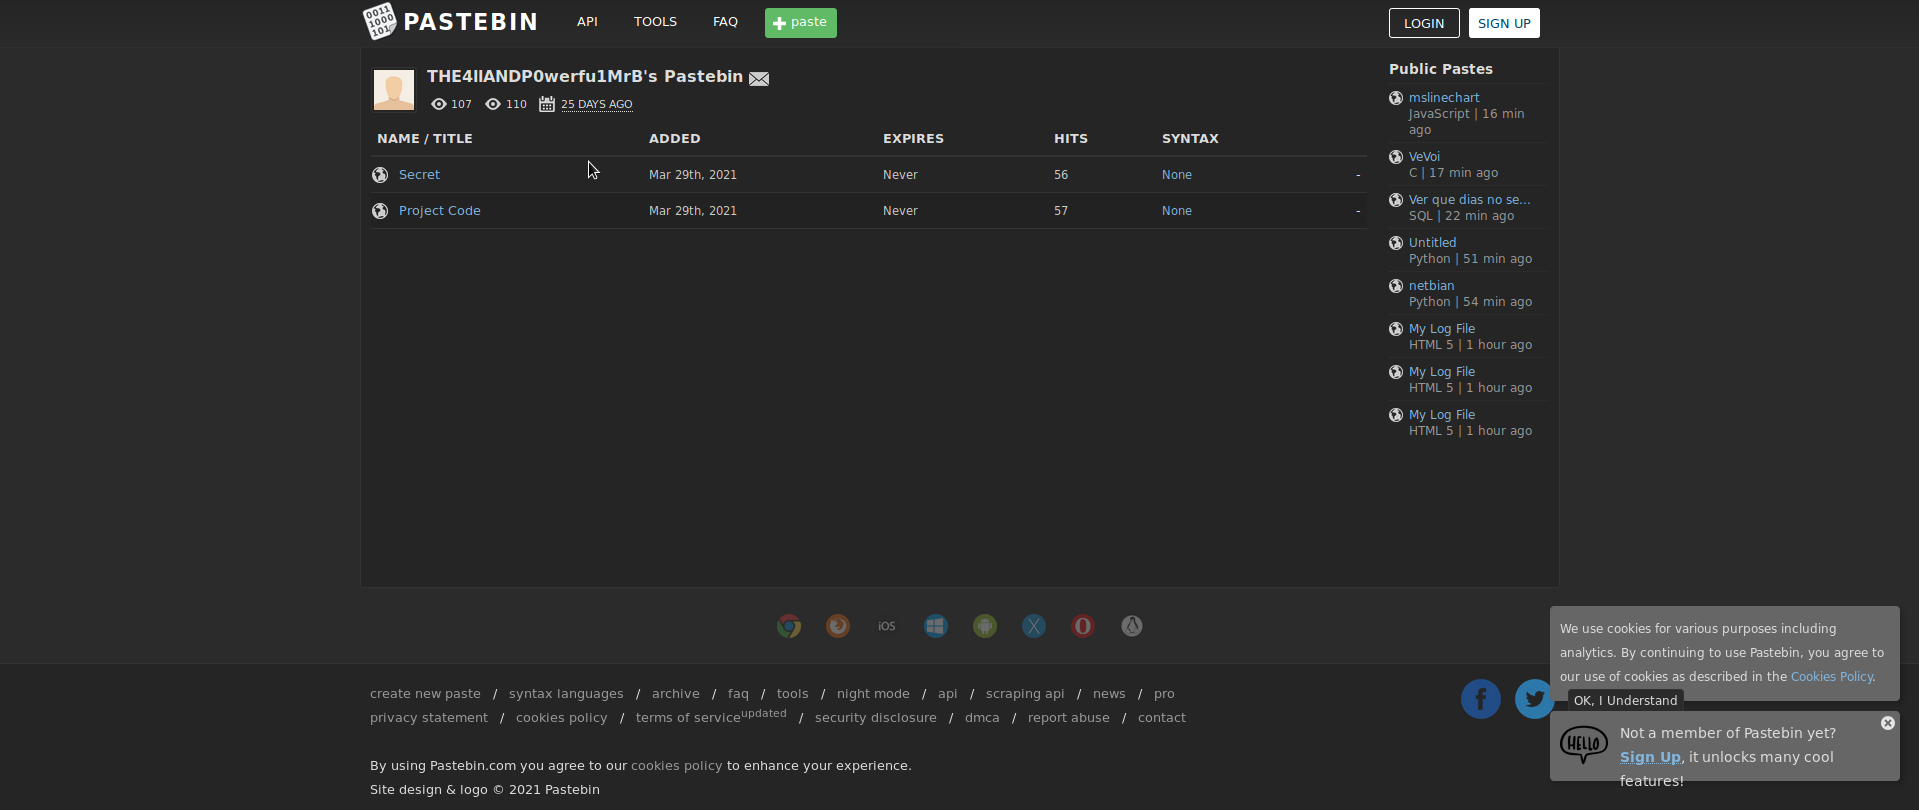 0011 1000 101
PASTEBIN API TOOLS FAQ paste LOGIN SIGN UP
THE4llANDP0werfu1MrB's Pastebin
107 110 25 DAYS AGO
NAME / TITLE ADDED EXPIRES HITS SYNTAX
Secret Mar 29th, 2021 Never 56 None -
Project Code Mar 29th, 2021 Never 57 None -
Public Pastes
mslinechart
JavaScript | 16 min
ago
VeVoi
C | 17 min ago
Ver que dias no se...
SQL | 22 min ago
Untitled
Python | 51 min ago
netbian
Python | 54 min ago
My Log File
HTML 5 | 1 hour ago
My Log File
HTML 5 | 1 hour ago
My Log File
HTML 5 | 1 hour ago
iOS
create new paste / syntax languages / archive / faq / tools / night mode / api / scraping api / news / pro
privacy statement / cookies policy / terms of service updated / security disclosure / dmca / report abuse / contact
By using Pastebin.com you agree to our cookies policy to enhance your experience.
Site design & logo © 2021 Pastebin
We use cookies for various purposes including
analytics. By continuing to use Pastebin, you agree to
our use of cookies as described in the Cookies Policy.
OK, I Understand
HELLO
Not a member of Pastebin yet?
Sign Up, it unlocks many cool
features!